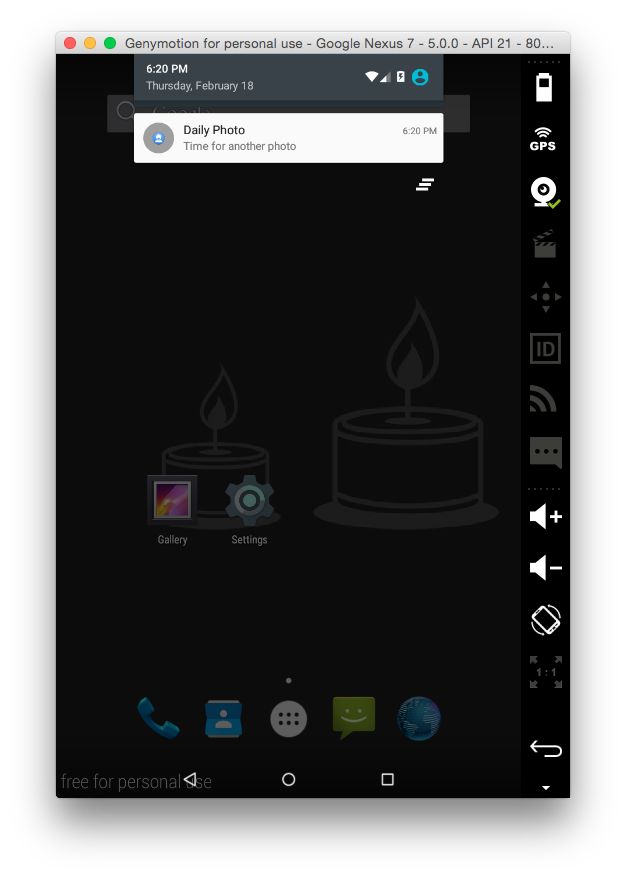 Genymotion for personal use - Google Nexus 7 - 5.0.0 - API 21 - 80…
6:20 PM
Thursday, February 18
Google
Daily Photo
6:20 PM
Time for another photo
GPS
ID
Gallery
Settings
1:1
free for personal use